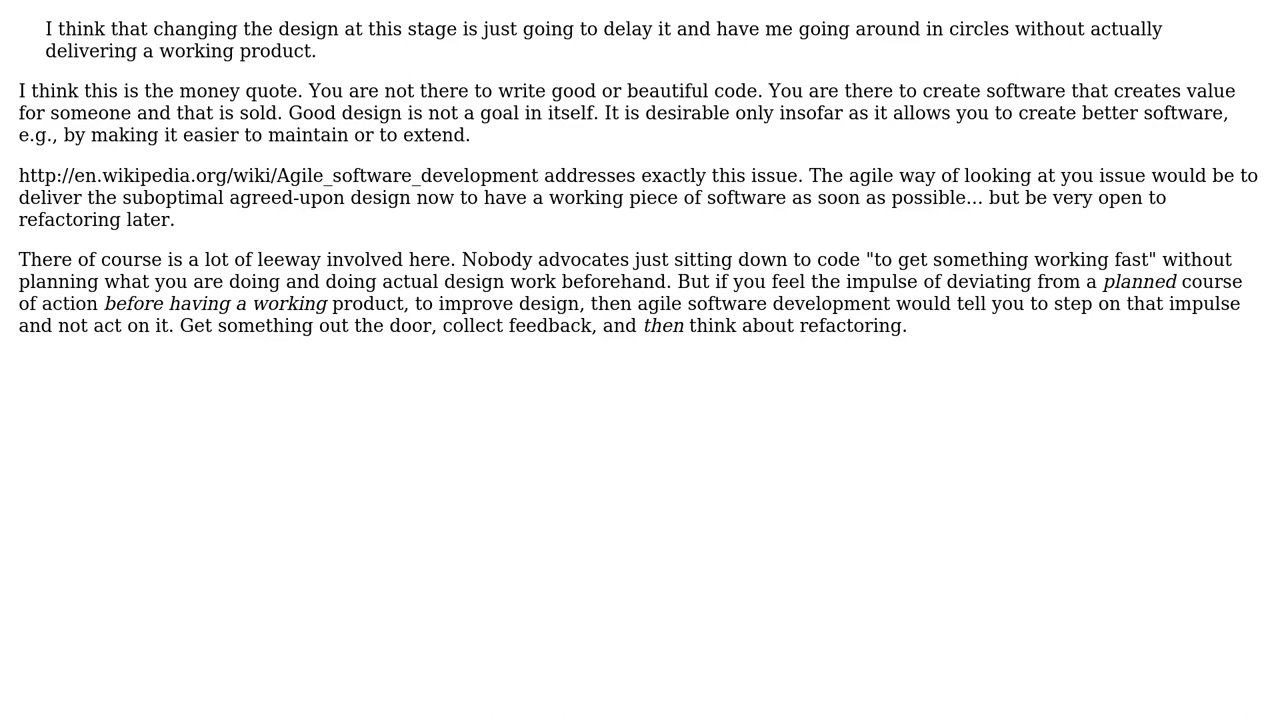 I think that changing the design at this stage is just going to delay it and have me going around in circles without actually
delivering a working product.
I think this is the money quote. You are not there to write good or beautiful code. You are there to create software that creates value
for someone and that is sold. Good design is not a goal in itself. It is desirable only insofar as it allows you to create better software,
e.g., by making it easier to maintain or to extend.
http://en.wikipedia.org/wiki/Agile_software_development addresses exactly this issue. The agile way of looking at you issue would be to
deliver the suboptimal agreed-upon design now to have a working piece of software as soon as possible... but be very open to
refactoring later.
There of course is a lot of leeway involved here. Nobody advocates just sitting down to code "to get something working fast" without
planning what you are doing and doing actual design work beforehand. But if you feel the impulse of deviating from a planned course
of action before having a working product, to improve design, then agile software development would tell you to step on that impulse
and not act on it. Get something out the door, collect feedback, and then think about refactoring.